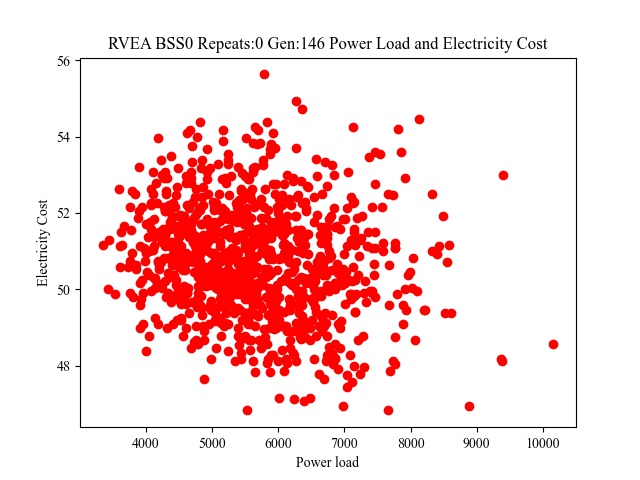 RVEA BSS0 Repeats:0 Gen:146 Power Load and Electricity Cost
56
54
52
50
48
Electricity Cost
4000 5000 6000 7000 8000 9000 10000
Power load